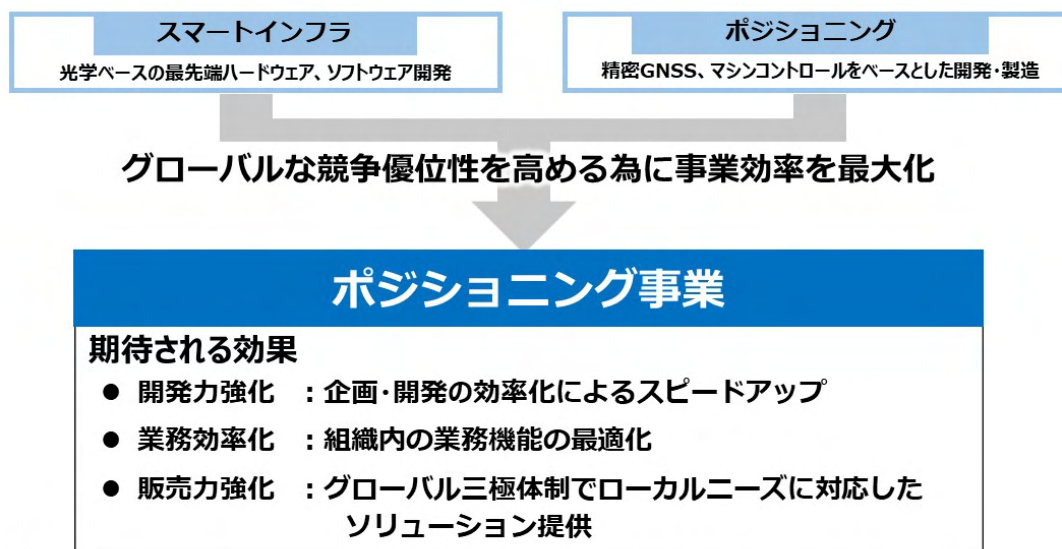 スマートインフラ
光学ベースの最先端ハードウェア、ソフトウェア開発
ポジショニング
精密GNSS、マシンコントロールをベースとした開発・製造
グローバルな競争優位性を高める為に事業効率を最大化
ポジショニング事業
期待される効果
● 開発力強化 ：企画・開発の効率化によるスピードアップ
● 業務効率化 ：組織内の業務機能の最適化
● 販売力強化 ：グローバル三極体制でローカルニーズに対応した
ソリューション提供